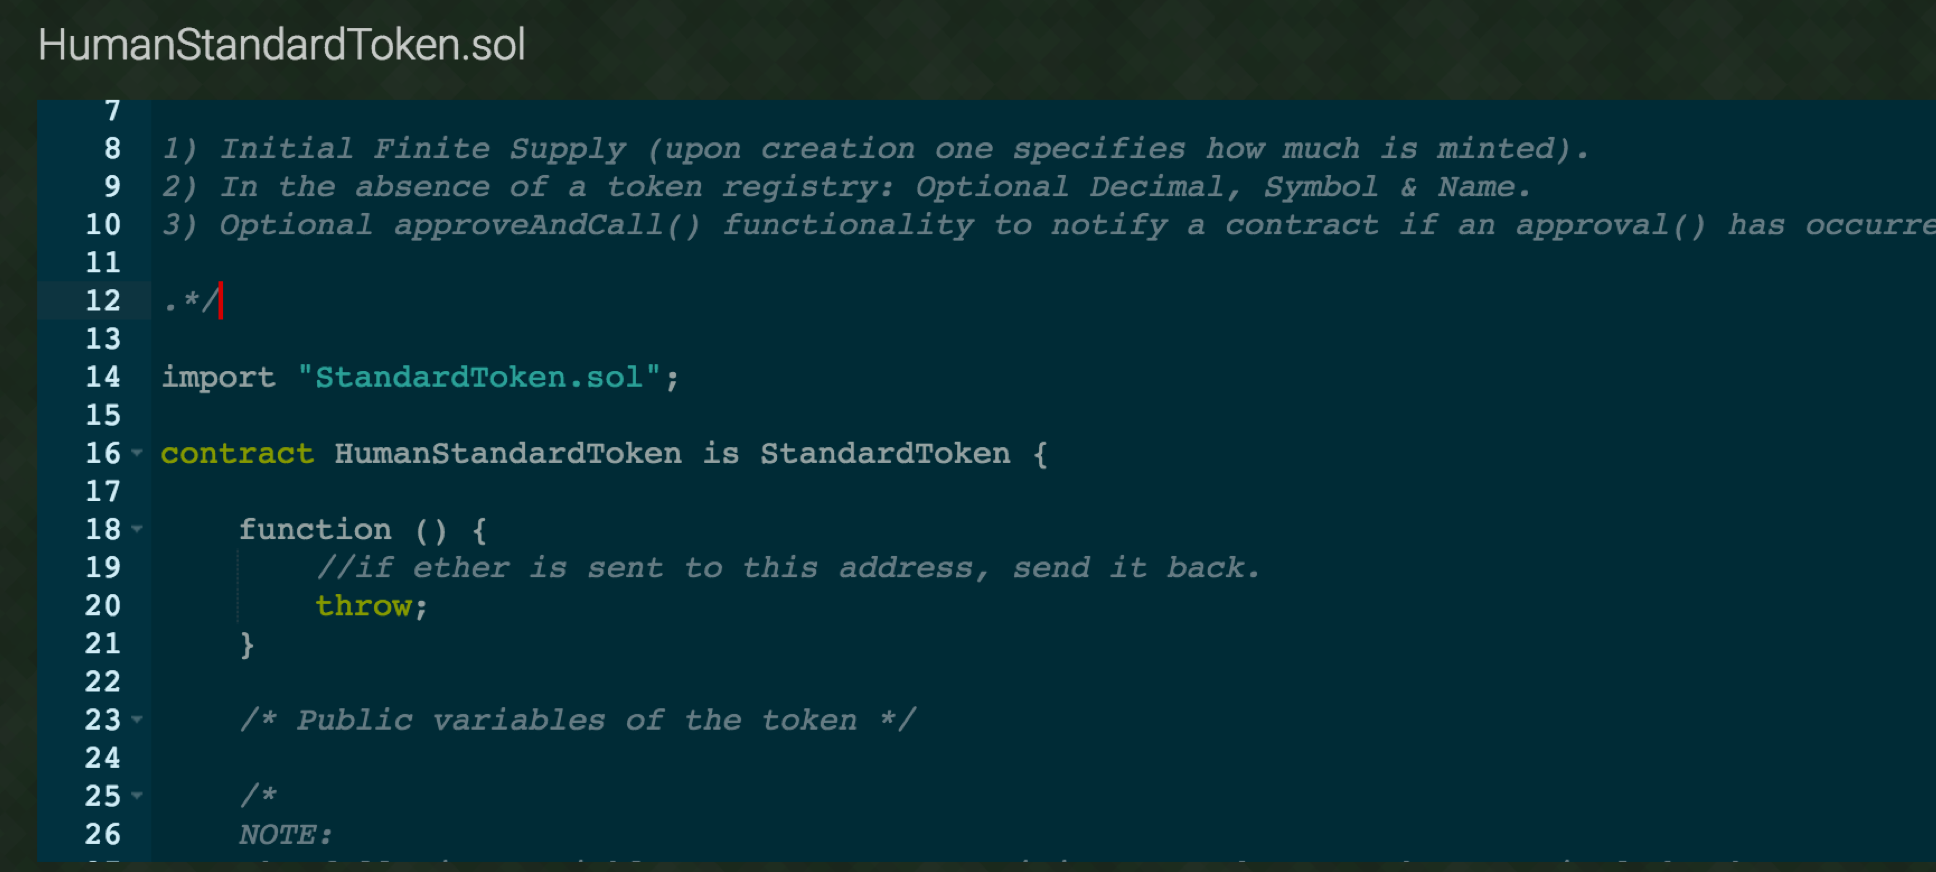 HumanStandardToken.sol
7
8 1) Initial Finite Supply (upon creation one specifies how much is minted).
9 2) In the absence of a token registry: Optional Decimal, Symbol & Name.
10 3) Optional approveAndCall() functionality to notify a contract if an approval() has occurre
11
12 .*/
13
14 import "StandardToken.sol";
15
16 contract HumanStandardToken is StandardToken {
17
18 function () {
19 //if ether is sent to this address, send it back.
20 throw;
21 }
22
23 /* Public variables of the token */
24
25 /*
26 NOTE: